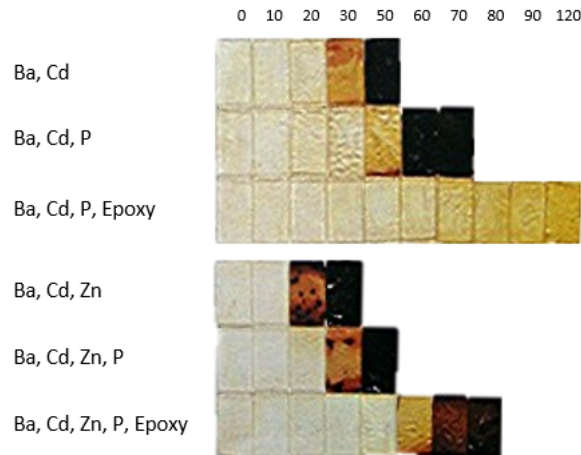 0 10 20 30 50 60 70 80 90 120
Ba, Cd
Ba, Cd, P
Ba, Cd, P, Epoxy
Ba, Cd, Zn
Ba, Cd, Zn, P
Ba, Cd, Zn, P, Epoxy